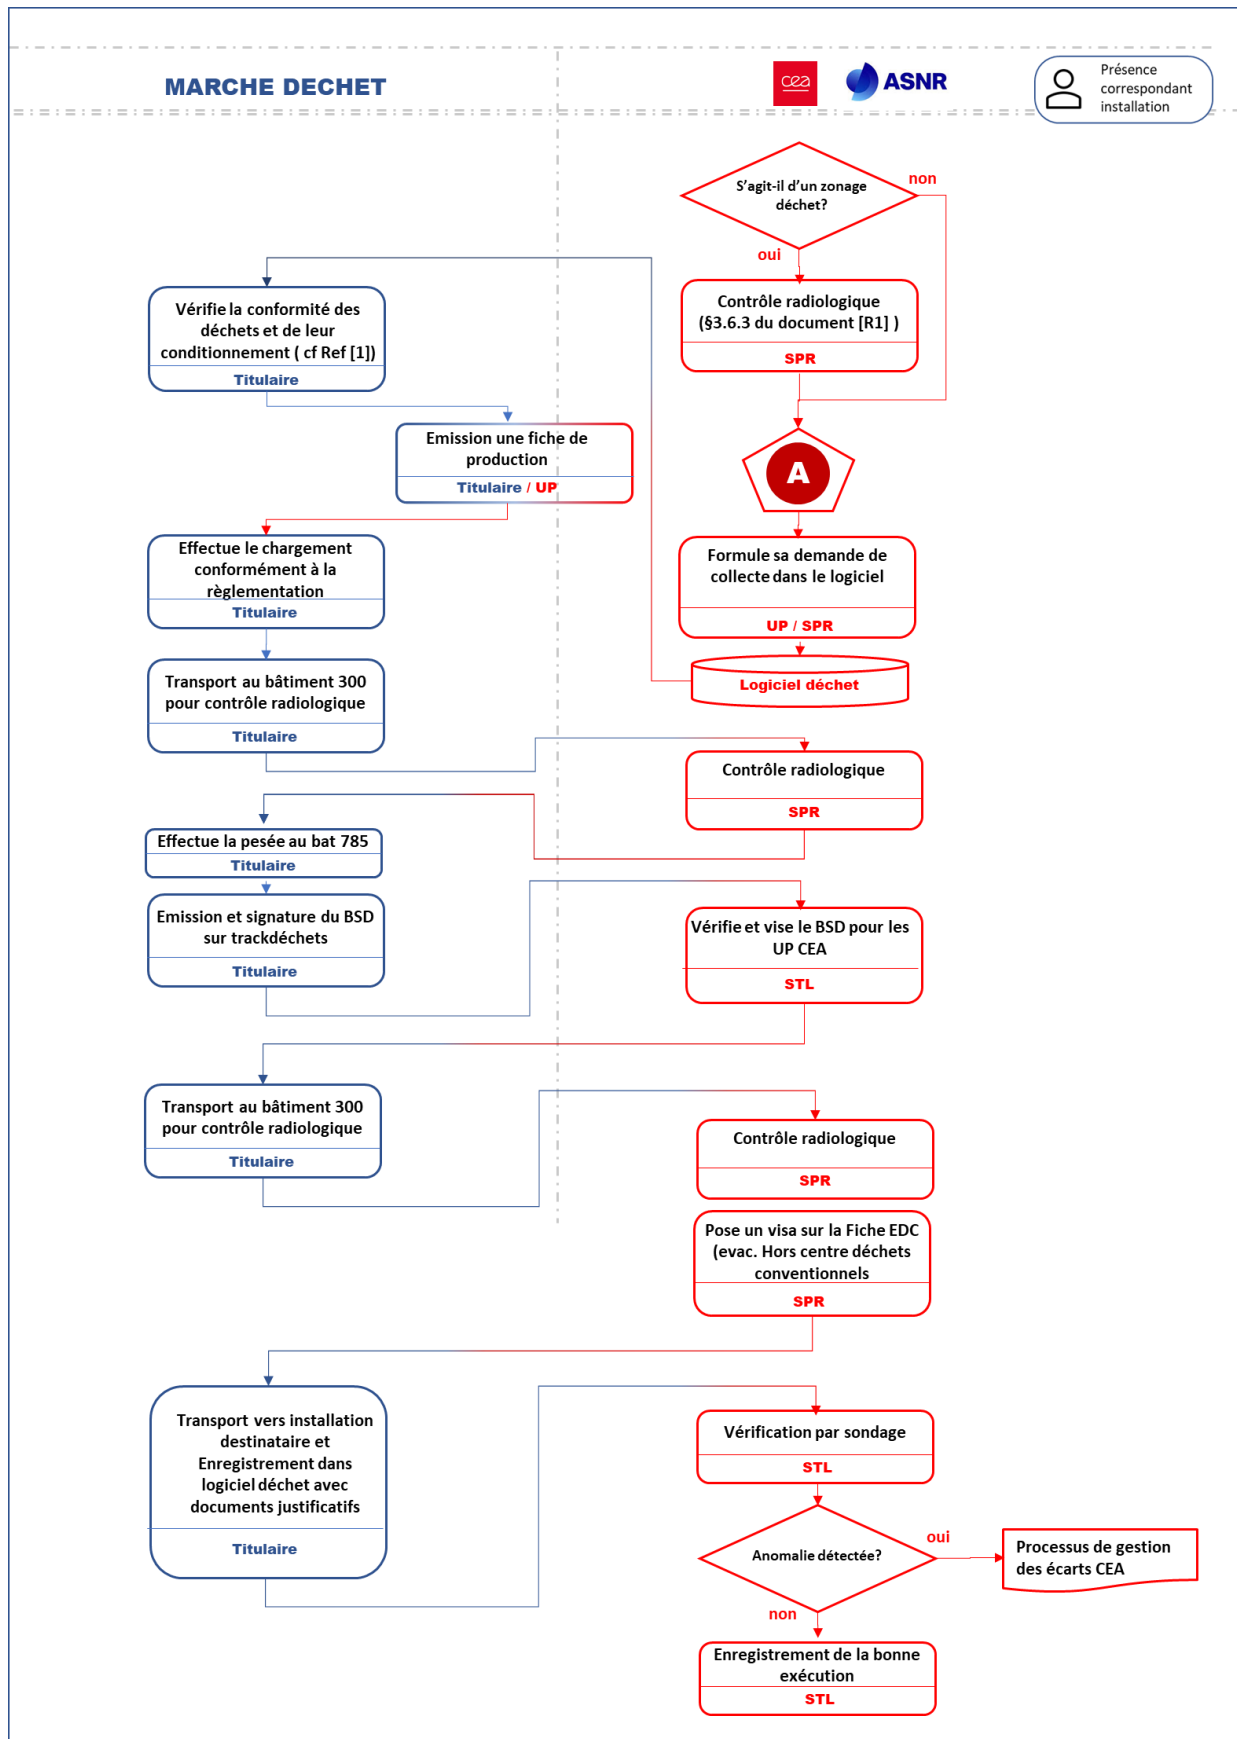 MARCHE DECHET
cea
ASNR
Présence
correspondant
installation
S'agit-il d'un zonage
déchet?
non
oui
Contrôle radiologique
(§3.6.3 du document [R1] )
SPR
Vérifie la conformité des
déchets et de leur
conditionnement ( cf Ref [1])
Titulaire
Emission une fiche de
production
Titulaire / UP
A
Effectue le chargement
conformément à la
règlementation
Titulaire
Formule sa demande de
collecte dans le logiciel
UP / SPR
Logiciel déchet
Transport au bâtiment 300
pour contrôle radiologique
Titulaire
Contrôle radiologique
SPR
Effectue la pesée au bat 785
Titulaire
Emission et signature du BSD
sur trackdéchets
Titulaire
Vérifie et vise le BSD pour les
UP CEA
STL
Transport au bâtiment 300
pour contrôle radiologique
Titulaire
Contrôle radiologique
SPR
Pose un visa sur la Fiche EDC
(evac. Hors centre déchets
conventionnels
SPR
Transport vers installation
destinataire et
Enregistrement dans
logiciel déchet avec
documents justificatifs
Titulaire
Vérification par sondage
STL
Anomalie détectée?
oui
Processus de gestion
des écarts CEA
non
Enregistrement de la bonne
exécution
STL